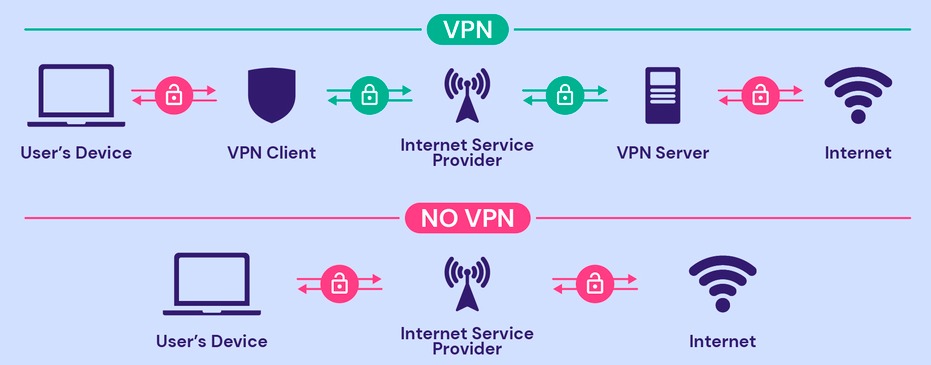 VPN
User's Device
VPN Client
Internet Service
Provider
VPN Server
Internet
NO VPN
User's Device
Internet Service
Provider
Internet